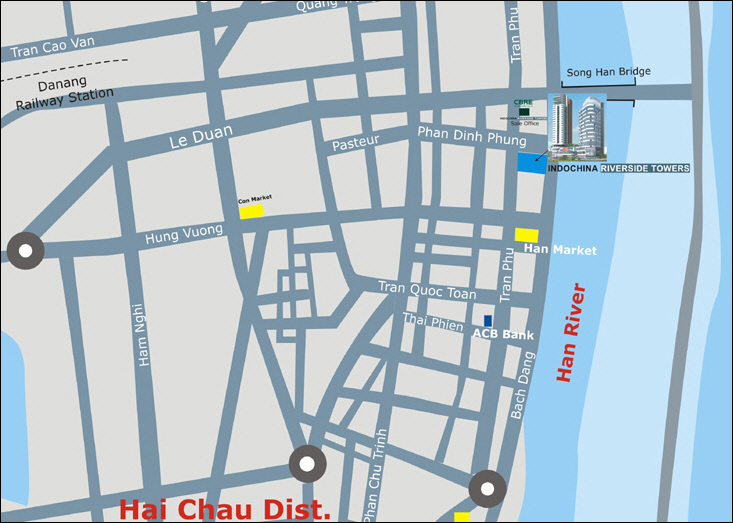 Quang T
Tran Cao Van
Tran Phu
Song Han Bridge
Danang
Railway Station
CBRE
Sale Office
Le Duan
Pasteur
Phan Dinh Phung
INDOCHINA RIVERSIDE TOWERS
Con Market
Hung Vuong
Han Market
Tran Phu
Tran Quoc Toan
Thai Phien
ACB Bank
Ham Nghi
Han River
Bach Dang
Phan Chu Trinh
Hai Chau Dist.